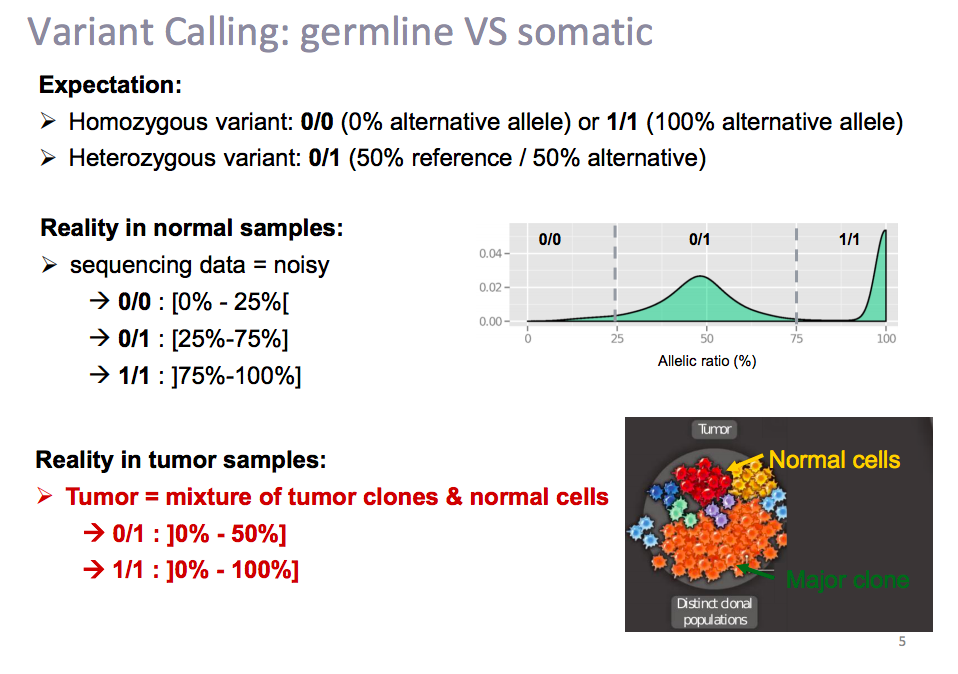 Variant Calling: germline VS somatic
Expectation:
➢ Homozygous variant: 0/0 (0% alternative allele) or 1/1 (100% alternative allele)
➢ Heterozygous variant: 0/1 (50% reference / 50% alternative)
Reality in normal samples:
➢ sequencing data = noisy
→ 0/0 : [0% - 25%[
→ 0/1 : [25%-75%]
→ 1/1 : ]75%-100%]
0/0 0/1 1/1
0.04
0.02
0.00
0 25 50 75 100
Allelic ratio (%)
Reality in tumor samples:
➢ Tumor = mixture of tumor clones & normal cells
→ 0/1 : ]0% - 50%]
→ 1/1 : ]0% - 100%]
Tumor
Normal cells
Major clone
Distinct clonal
populations
5